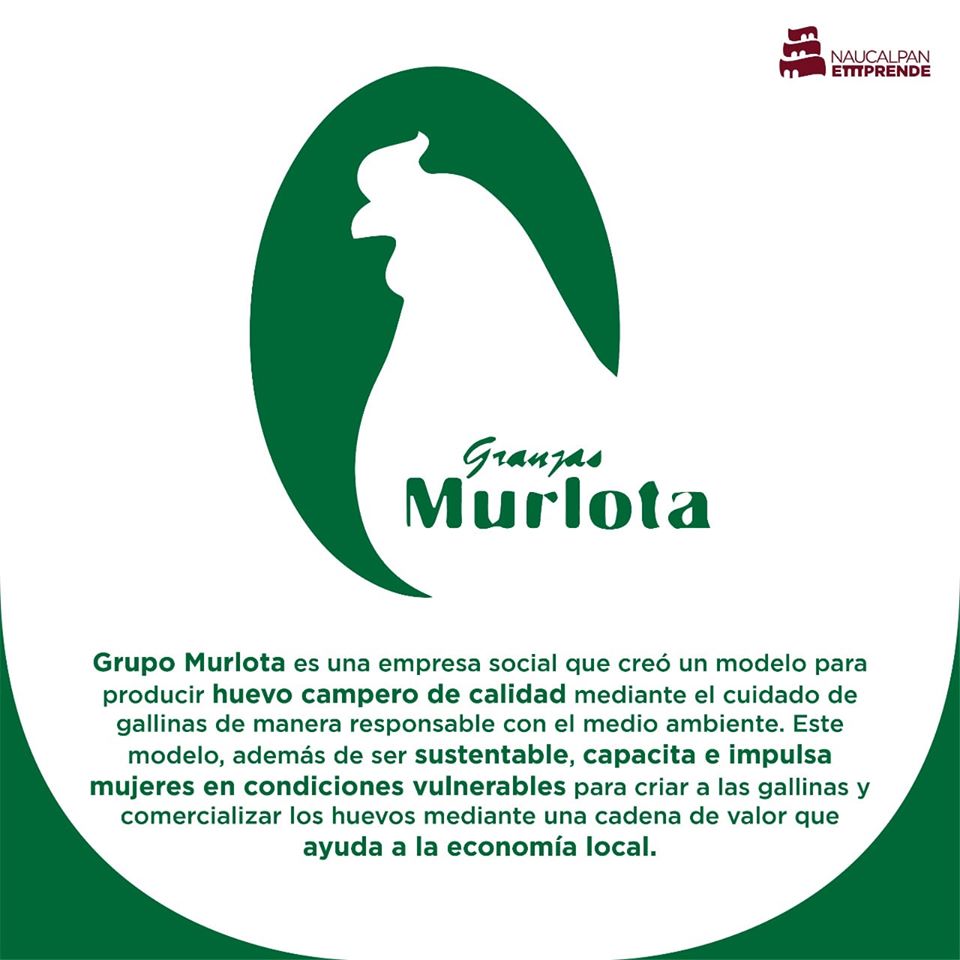 NAUCALPAN
EMPRENDE
Granjas
Murlota
Grupo Murlota es una empresa social que creó un modelo para
producir huevo campero de calidad mediante el cuidado de
gallinas de manera responsable con el medio ambiente. Este
modelo, además de ser sustentable, capacita e impulsa
mujeres en condiciones vulnerables para criar a las gallinas y
comercializar los huevos mediante una cadena de valor que
ayuda a la economía local.